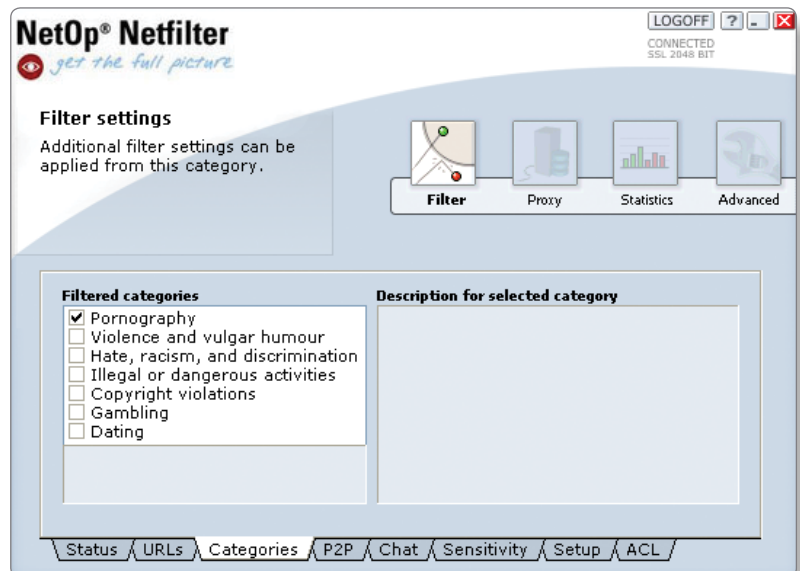 NetOp® Netfilter
get the full picture
LOGOFF ?
CONNECTED
SSL 2048 BIT
Filter settings
Additional filter settings can be
applied from this category.
Filter Proxy Statistics Advanced
Filtered categories
Pornography
Violence and vulgar humour
Hate, racism, and discrimination
Illegal or dangerous activities
Copyright violations
Gambling
Dating
Description for selected category
Status URLs Categories P2P Chat Sensitivity Setup ACL